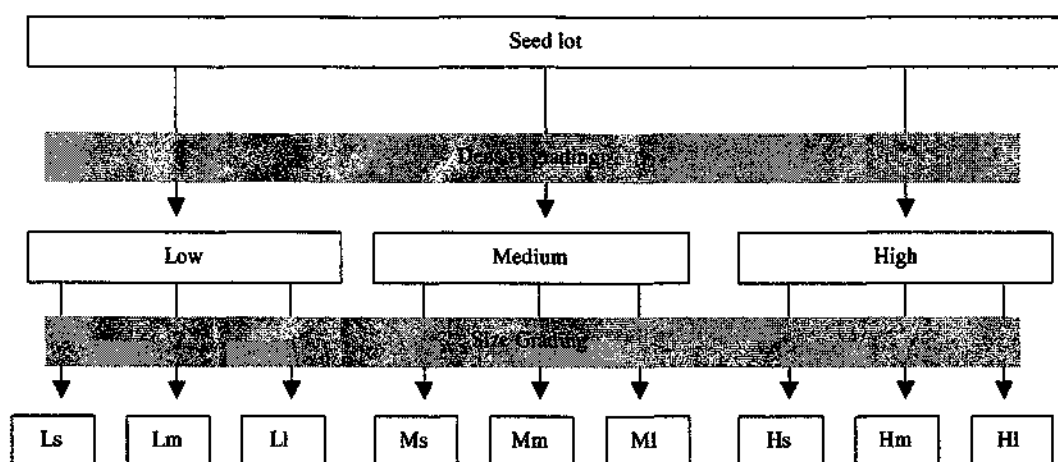 Seed lot
Density grading
Low Medium High
Size Grading
Ls Lm Ll Ms Mm Ml Hs Hm Hl